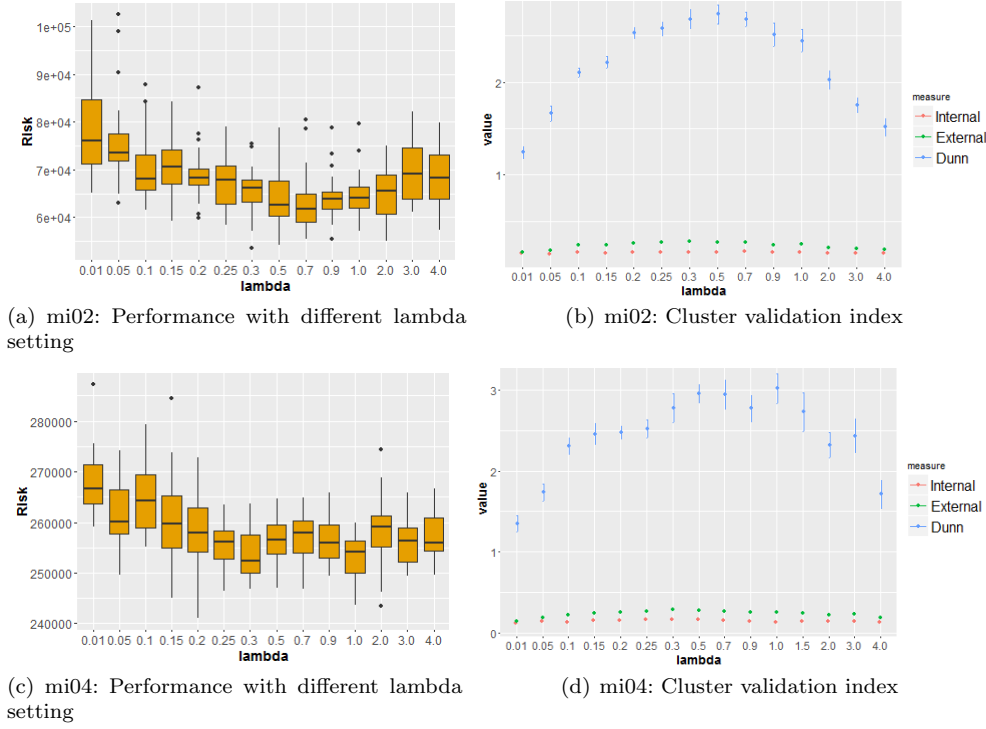 1e+05
9e+04
8e+04
7e+04
6e+04
Risk
0.01 0.05 0.1 0.15 0.2 0.25 0.3 0.5 0.7 0.9 1.0 2.0 3.0 4.0
lambda
(a) mi02: Performance with different lambda
setting
2
1
value
0.01 0.05 0.1 0.15 0.2 0.25 0.3 0.5 0.7 0.9 1.0 2.0 3.0 4.0
lambda
measure
Internal
External
Dunn
(b) mi02: Cluster validation index
280000
270000
260000
250000
240000
Risk
0.01 0.05 0.1 0.15 0.2 0.25 0.3 0.5 0.7 0.9 1.0 2.0 3.0 4.0
lambda
(c) mi04: Performance with different lambda
setting
3
2
1
0
value
0.01 0.05 0.1 0.15 0.2 0.25 0.3 0.5 0.7 0.9 1.0 1.5 2.0 3.0 4.0
lambda
measure
Internal
External
Dunn
(d) mi04: Cluster validation index